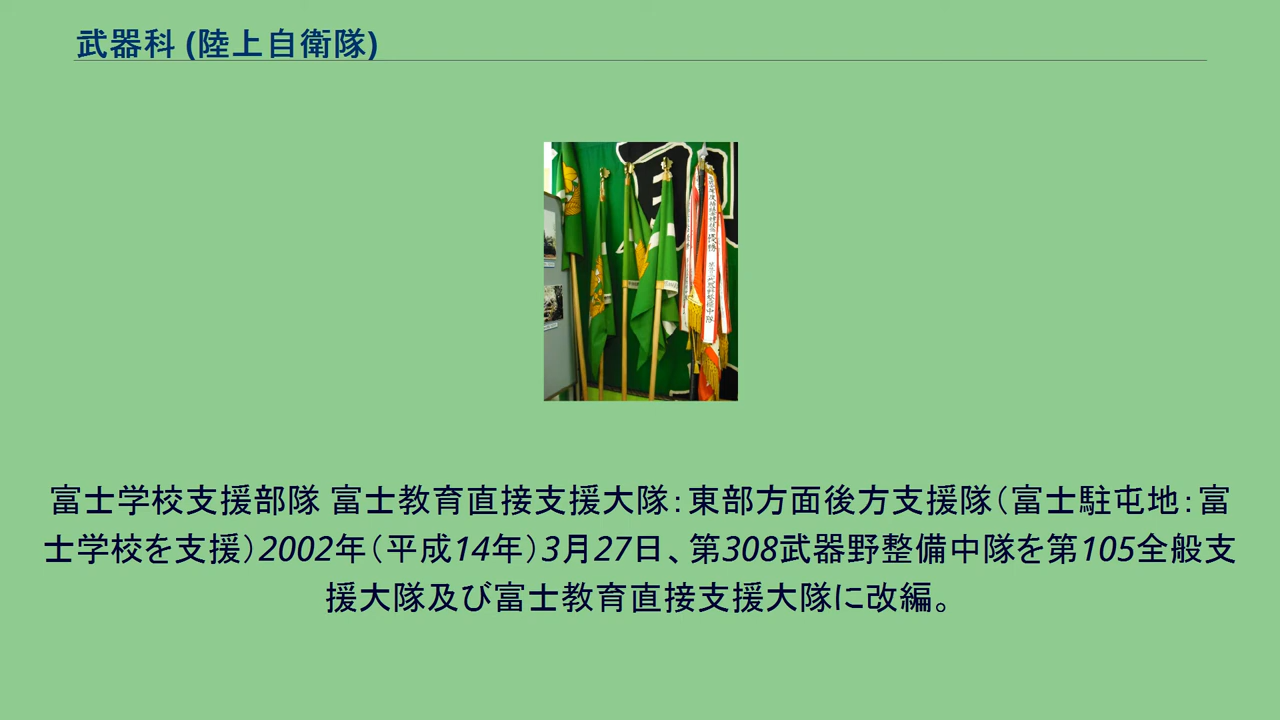 武器科 (陸上自衛隊)
富士学校支援部隊 富士教育直接支援大隊：東部方面後方支援隊（富士駐屯地：富
士学校を支援）2002年（平成14年）3月27日、第308武器野整備中隊を第105全般支
援大隊及び富士教育直接支援大隊に改編。